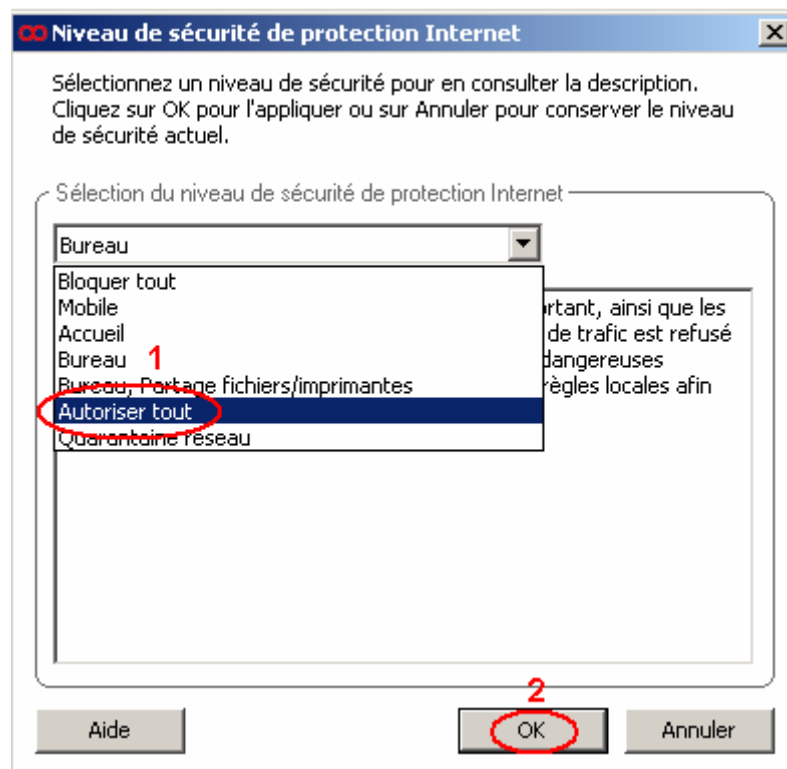 Niveau de sécurité de protection Internet
Sélectionnez un niveau de sécurité pour en consulter la description.
Cliquez sur OK pour l'appliquer ou sur Annuler pour conserver le niveau
de sécurité actuel.
Sélection du niveau de sécurité de protection Internet
Bureau
Bloquer tout
Mobile
Accueil
Bureau 1
Bureau, Partage fichiers/imprimantes
Autoriser tout
Quarantaine réseau
ainsi que les
de trafic est refusé
dangereuses
règles locales afin
2
Aide
OK
Annuler